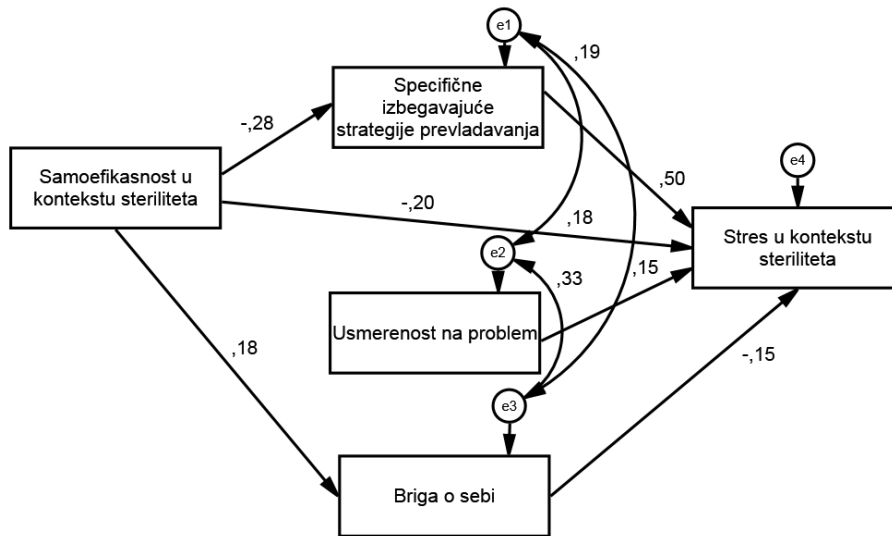 e1
,19
Specifične
izbegavajuće
strategije prevladavanja
-,28
Samoefikasnost u
kontekstu steriliteta
e4
,50
-,20
,18
Stres u kontekstu
steriliteta
e2
,33
,15
Usmerenost na problem
,18
-,15
e3
Briga o sebi